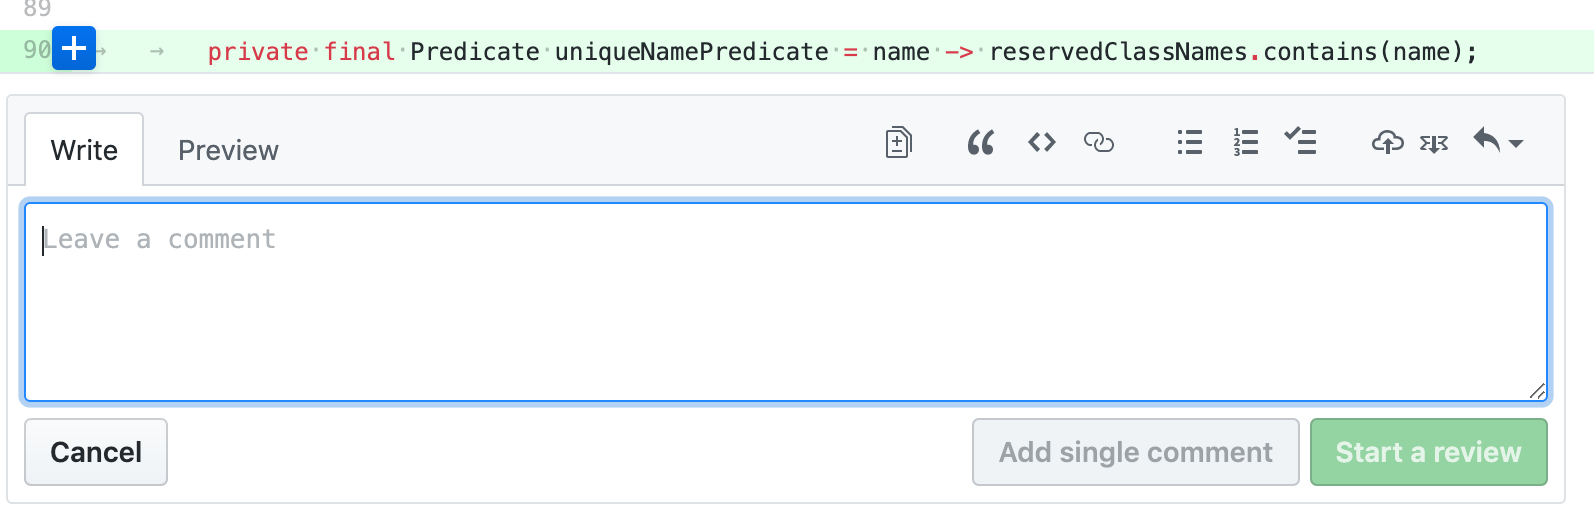 89
90 private final Predicate uniqueNamePredicate = name -> reservedClassNames.contains(name);
Write Preview
Leave a comment
Cancel Add single comment Start a review